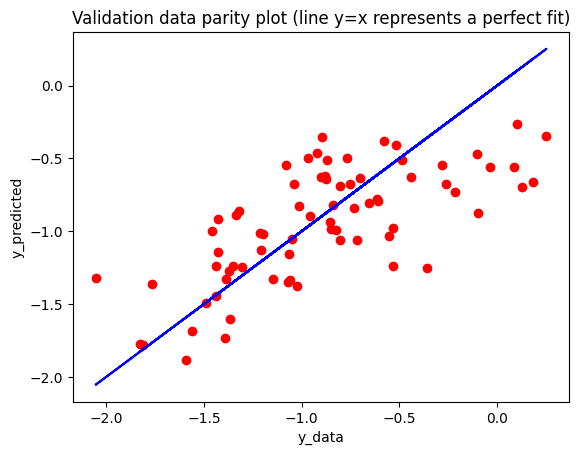 Validation data parity plot (line y=x represents a perfect fit)
0.0
−0.5
−1.0
−1.5
−2.0
y_predicted
−2.0 −1.5 −1.0 −0.5 0.0
y_data